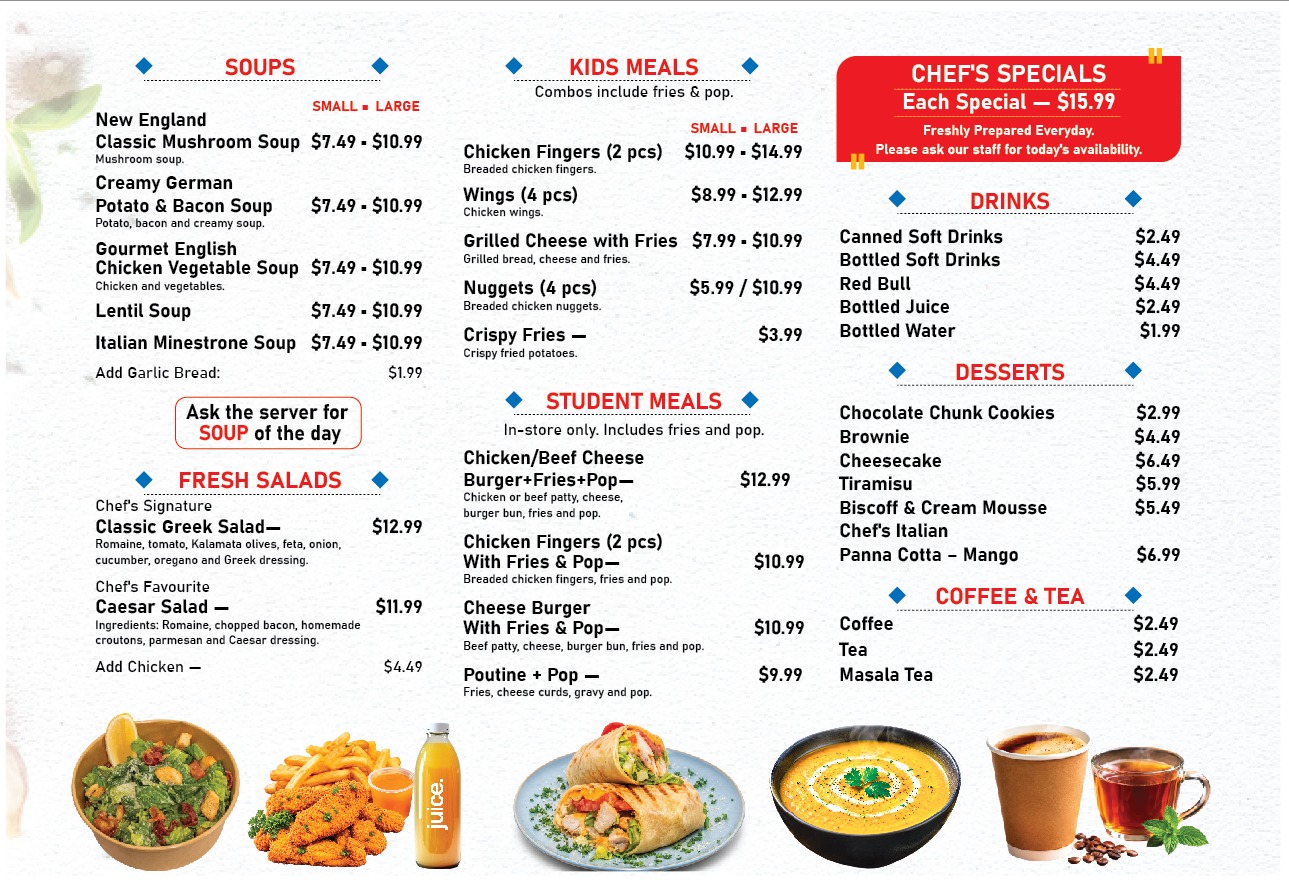 SOUPS
SMALL ▪ LARGE
New England
Classic Mushroom Soup $7.49 ▪ $10.99
Mushroom soup.
Creamy German
Potato & Bacon Soup $7.49 ▪ $10.99
Potato, bacon and creamy soup.
Gourmet English
Chicken Vegetable Soup $7.49 ▪ $10.99
Chicken and vegetables.
Lentil Soup $7.49 ▪ $10.99
Italian Minestrone Soup $7.49 ▪ $10.99
Add Garlic Bread: $1.99
Ask the server for
SOUP of the day
FRESH SALADS
Chef's Signature
Classic Greek Salad— $12.99
Romaine, tomato, Kalamata olives, feta, onion,
cucumber, oregano and Greek dressing.
Chef's Favourite
Caesar Salad — $11.99
Ingredients: Romaine, chopped bacon, homemade
croutons, parmesan and Caesar dressing.
Add Chicken — $4.49
KIDS MEALS
Combos include fries & pop.
SMALL ▪ LARGE
Chicken Fingers (2 pcs) $10.99 ▪ $14.99
Breaded chicken fingers.
Wings (4 pcs) $8.99 ▪ $12.99
Chicken wings.
Grilled Cheese with Fries $7.99 ▪ $10.99
Grilled bread, cheese and fries.
Nuggets (4 pcs) $5.99 / $10.99
Breaded chicken nuggets.
Crispy Fries — $3.99
Crispy fried potatoes.
STUDENT MEALS
In-store only. Includes fries and pop.
Chicken/Beef Cheese
Burger+Fries+Pop— $12.99
Chicken or beef patty, cheese,
burger bun, fries and pop.
Chicken Fingers (2 pcs)
With Fries & Pop— $10.99
Breaded chicken fingers, fries and pop.
Cheese Burger
With Fries & Pop— $10.99
Beef patty, cheese, burger bun, fries and pop.
Poutine + Pop — $9.99
Fries, cheese curds, gravy and pop.
"
CHEF'S SPECIALS
Each Special — $15.99
Freshly Prepared Everyday.
Please ask our staff for today's availability.
"
DRINKS
Canned Soft Drinks $2.49
Bottled Soft Drinks $4.49
Red Bull $4.49
Bottled Juice $2.49
Bottled Water $1.99
DESSERTS
Chocolate Chunk Cookies $2.99
Brownie $4.49
Cheesecake $6.49
Tiramisu $5.99
Biscoff & Cream Mousse $5.49
Chef's Italian
Panna Cotta – Mango $6.99
COFFEE & TEA
Coffee $2.49
Tea $2.49
Masala Tea $2.49
juice.